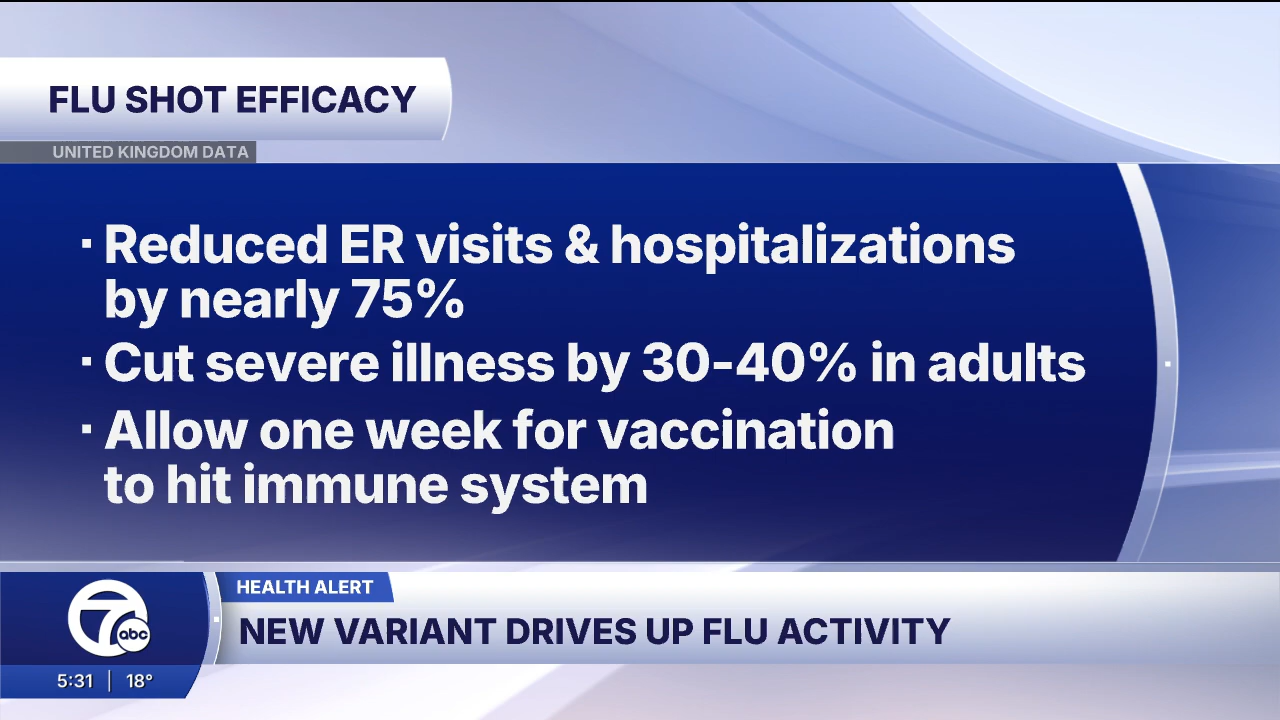 FLU SHOT EFFICACY
UNITED KINGDOM DATA
· Reduced ER visits & hospitalizations
by nearly 75%
· Cut severe illness by 30-40% in adults
· Allow one week for vaccination
to hit immune system
HEALTH ALERT
NEW VARIANT DRIVES UP FLU ACTIVITY
7 abc
5:31 | 18°